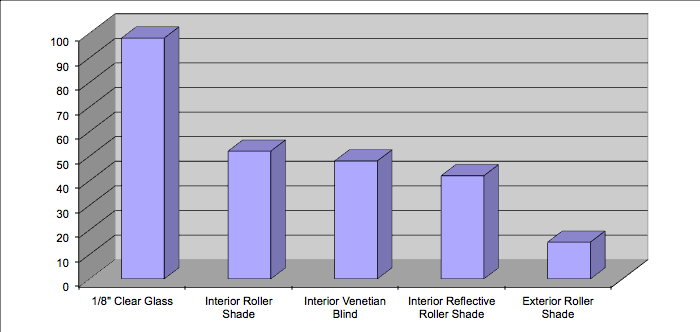 100
90
80
70
60
50
40
30
20
10
0
1/8" Clear Glass
Interior Roller
Shade
Interior Venetian
Blind
Interior Reflective
Roller Shade
Exterior Roller
Shade